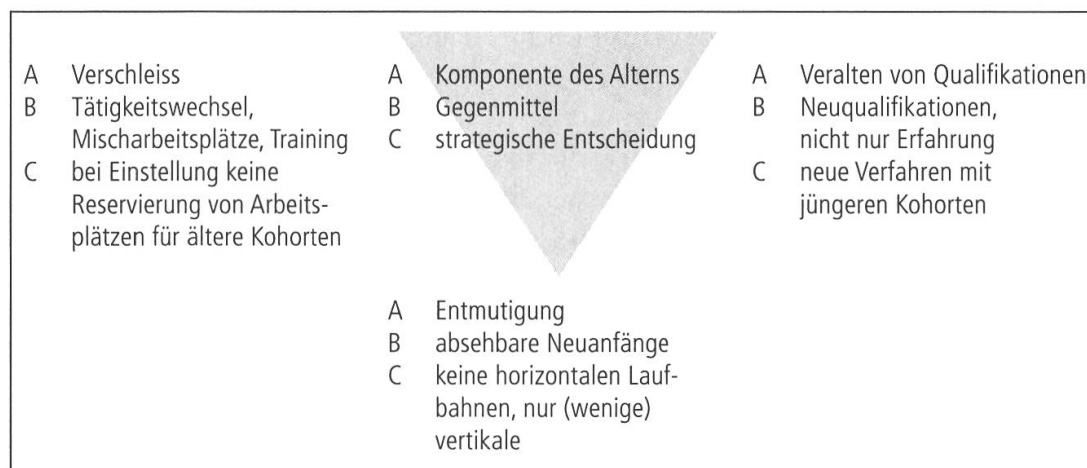 A Verschleiss
B Tätigkeitswechsel,
Mischarbeitsplätze, Training
C bei Einstellung keine
Reservierung von Arbeits-
plätzen für ältere Kohorten
A Komponente des Alterns
B Gegenmittel
C strategische Entscheidung
A Veralten von Qualifikationen
B Neuqualifikationen,
nicht nur Erfahrung
C neue Verfahren mit
jüngeren Kohorten
A Entmutigung
B absehbare Neuanfänge
C keine horizontalen Lauf-
bahnen, nur (wenige)
vertikale